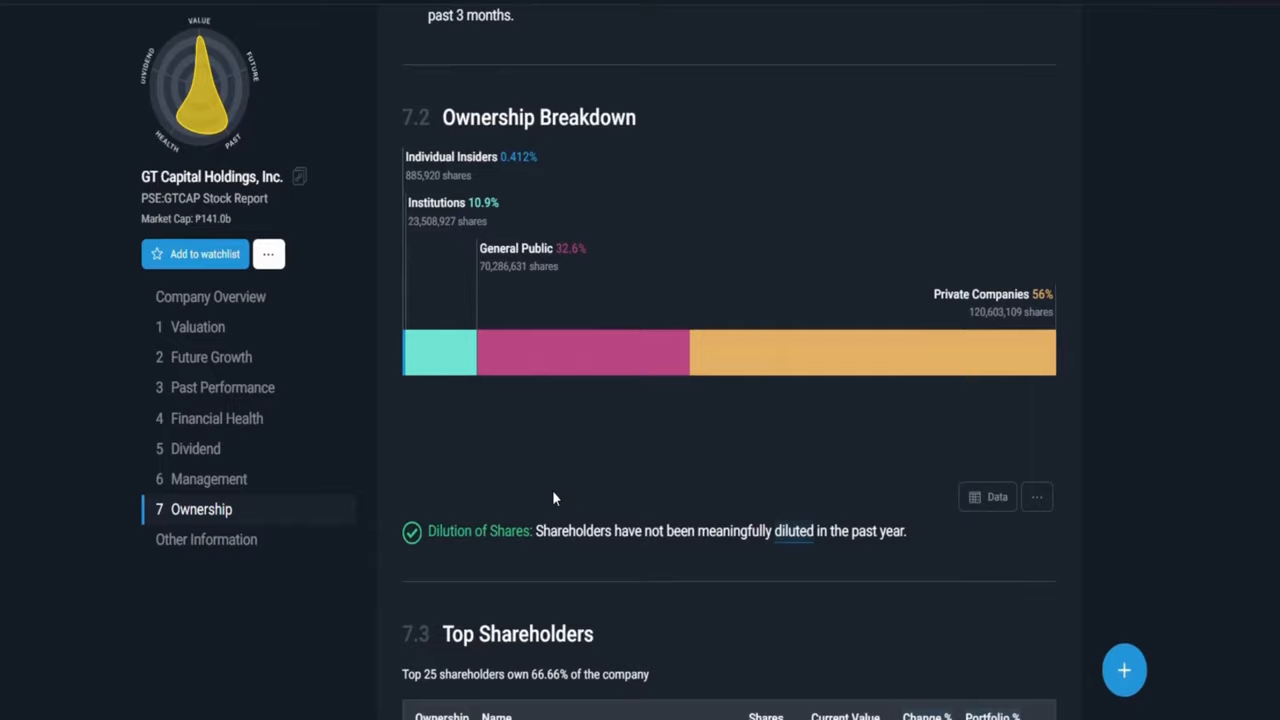 VALUE
FUTURE
DIVIDEND
HEALTH
PAST
GT Capital Holdings, Inc.
PSE:GTCAP Stock Report
Market Cap: ₱141.0b
Add to watchlist
...
Company Overview
1 Valuation
2 Future Growth
3 Past Performance
4 Financial Health
5 Dividend
6 Management
7 Ownership
Other Information
past 3 months.
7.2 Ownership Breakdown
Individual Insiders 0.412%
885,920 shares
Institutions 10.9%
23,508,927 shares
General Public 32.6%
70,286,631 shares
Private Companies 56%
120,603,109 shares
Data
...
Dilution of Shares: Shareholders have not been meaningfully diluted in the past year.
7.3 Top Shareholders
Top 25 shareholders own 66.66% of the company
Ownership Name Shares Current Value Change % Portfolio %
+